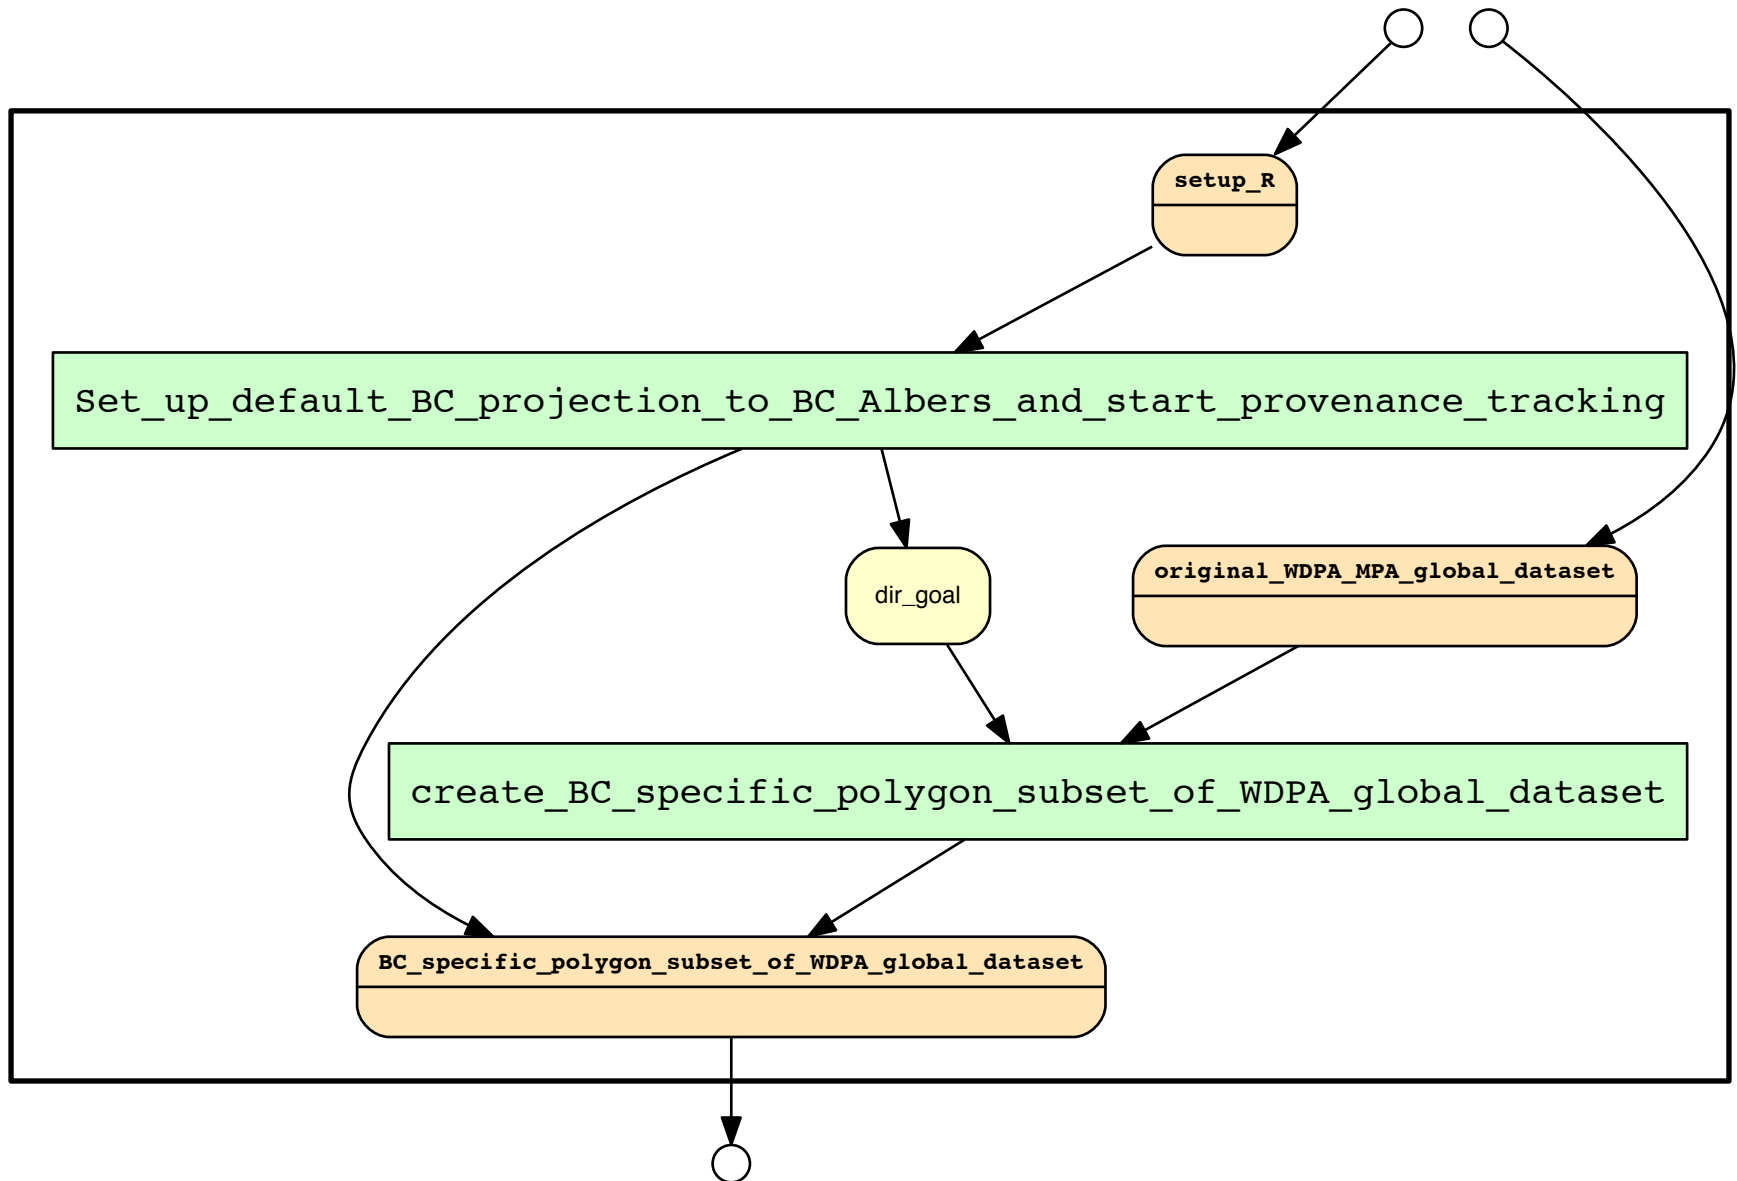 setup_R
Set_up_default_BC_projection_to_BC_Albers_and_start_provenance_tracking
dir_goal
original_WDPA_MPA_global_dataset
create_BC_specific_polygon_subset_of_WDPA_global_dataset
BC_specific_polygon_subset_of_WDPA_global_dataset